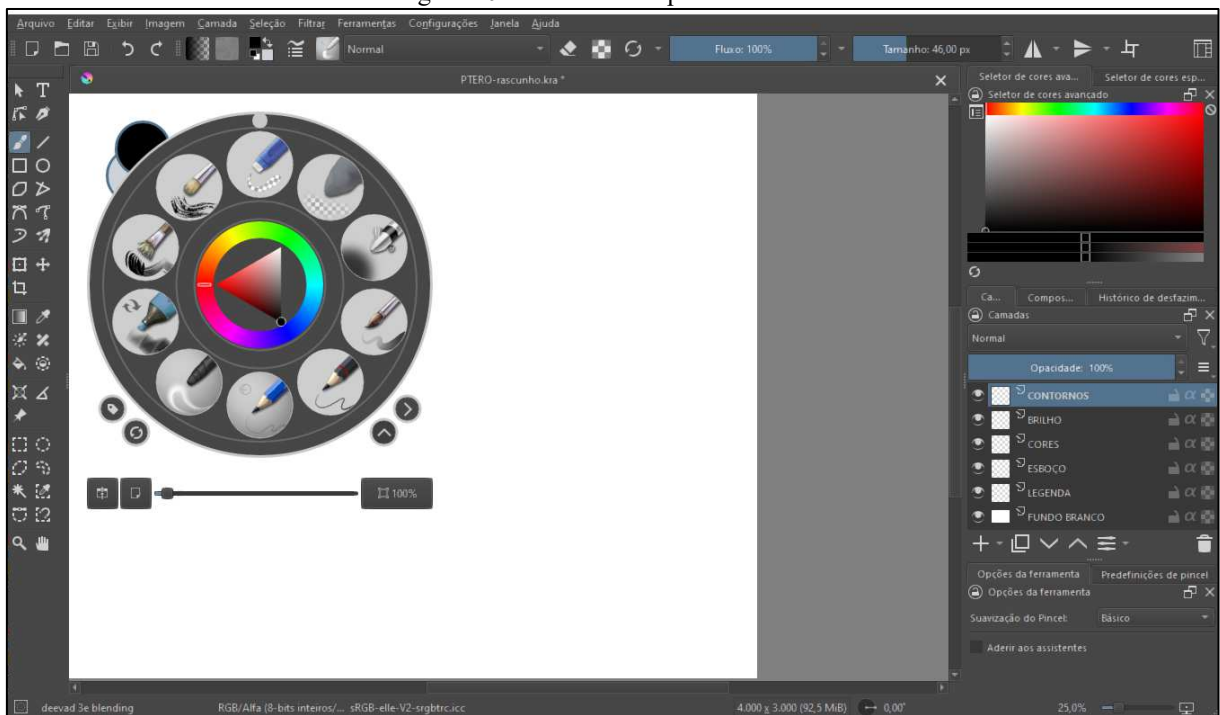 Arquivo Editar Exibir Imagem Camada Seleção Filtrar Ferramentas Configurações Janela Ajuda
Normal Fluxo: 100% Tamanho: 46,00 px
PTERO-rascunho.kra *
Seletor de cores ava... Seletor de cores esp...
Seletor de cores avançado
Ca... Compos... Histórico de desfazim...
Camadas
Normal
Opacidade: 100%
CONTORNOS
BRILHO
CORES
ESBOÇO
LEGENDA
FUNDO BRANCO
100%
Opções da ferramenta Predefinições de pincel
Opções da ferramenta
Suavização do Pincel: Básico
Aderir aos assistentes
deevad 3e blending RGB/Alfa (8-bits inteiros/... sRGB-elle-V2-srgbtrc.icc 4.000 x 3.000 (92,5 MiB) 0,00° 25,0%